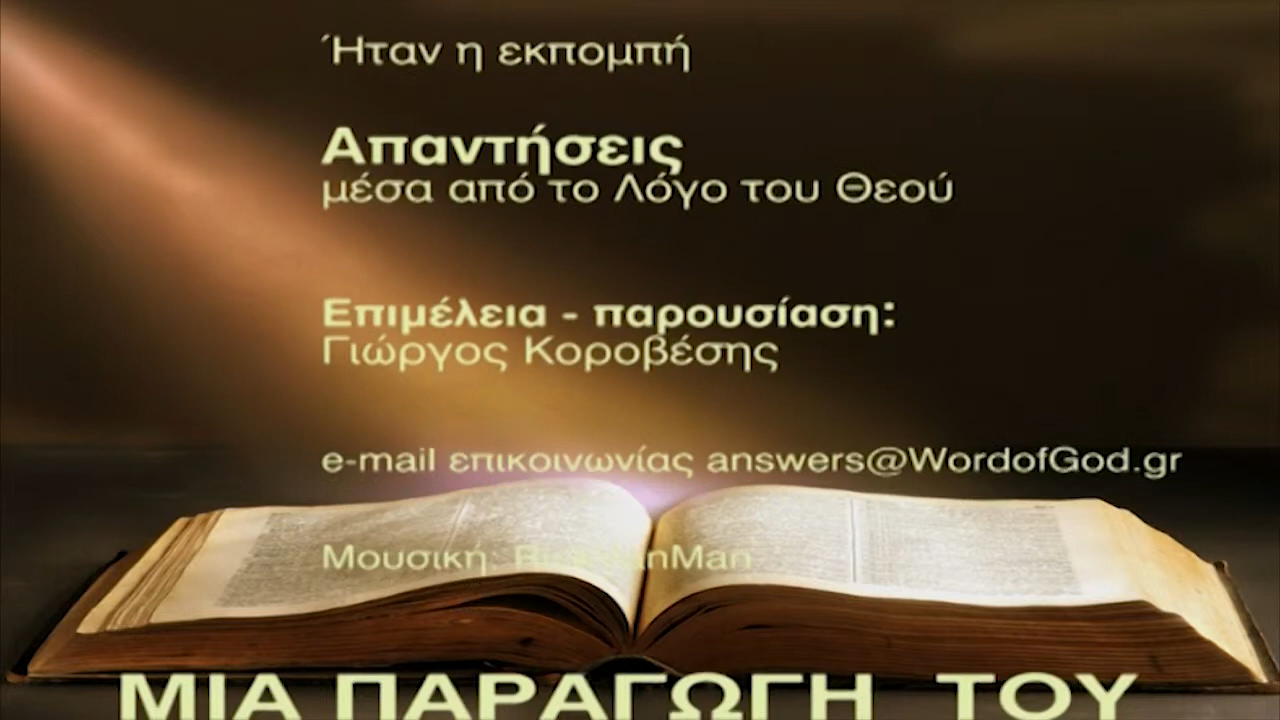 Ήταν η εκπομπή
Απαντήσεις
μέσα από το Λόγο του Θεού
Επιμέλεια - παρουσίαση:
Γιώργος Κοροβέσης
e-mail επικοινωνίας answers@WordofGod.gr
Μουσική:
ΜΙΑ ΠΑΡΑΓΩΓΗ ΤΟΥ